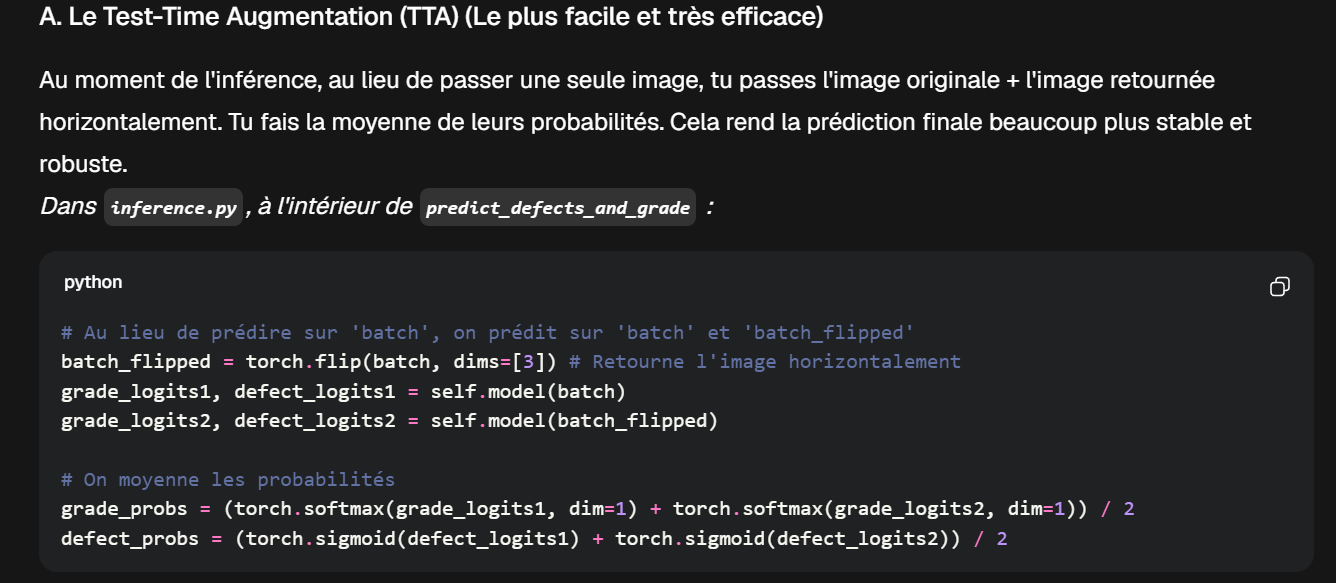 A. Le Test-Time Augmentation (TTA) (Le plus facile et très efficace)
Au moment de l'inférence, au lieu de passer une seule image, tu passes l'image originale + l'image retournée
horizontalement. Tu fais la moyenne de leurs probabilités. Cela rend la prédiction finale beaucoup plus stable et
robuste.
Dans inference.py, à l'intérieur de predict_defects_and_grade :
python
# Au lieu de prédire sur 'batch', on prédit sur 'batch' et 'batch_flipped'
batch_flipped = torch.flip(batch, dims=[3]) # Retourne l'image horizontalement
grade_logits1, defect_logits1 = self.model(batch)
grade_logits2, defect_logits2 = self.model(batch_flipped)
# On moyenne les probabilités
grade_probs = (torch.softmax(grade_logits1, dim=1) + torch.softmax(grade_logits2, dim=1)) / 2
defect_probs = (torch.sigmoid(defect_logits1) + torch.sigmoid(defect_logits2)) / 2